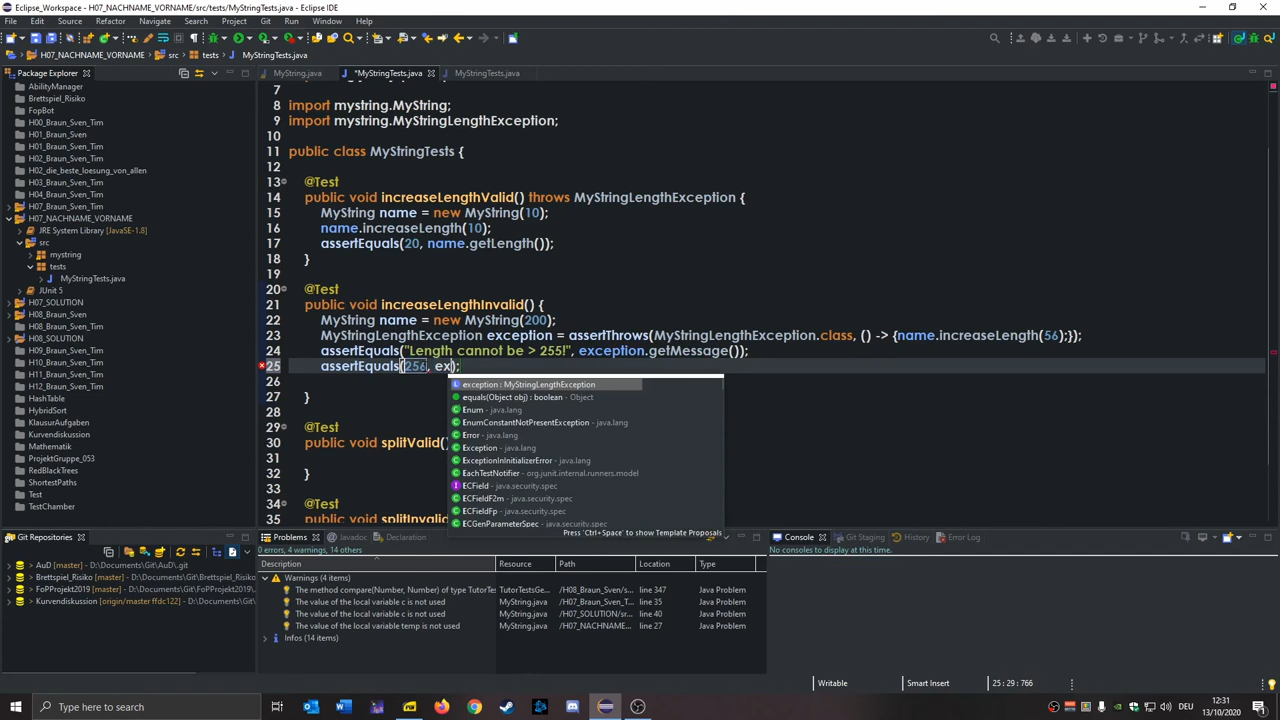 Eclipse_Workspace - H07_NACHNAME_VORNAME/src/tests/MyStringTests.java - Eclipse IDE
File Edit Source Refactor Navigate Search Project Git Run Window Help
H07_NACHNAME_VORNAME src tests MyStringTests.java
Package Explorer
AbilityManager
Brettspiel_Risiko
FopBot
H00_Braun_Sven_Tim
H01_Braun_Sven
H01_Braun_Sven_Tim
H02_Braun_Sven_Tim
H02_die_beste_loesung_von_allen
H03_Braun_Sven_Tim
H04_Braun_Sven_Tim
H07_Braun_Sven_Tim
H07_NACHNAME_VORNAME
JRE System Library [JavaSE-1.8]
src
mystring
tests
MyStringTests.java
JUnit 5
H07_SOLUTION
H08_Braun_Sven
H08_Braun_Sven_Tim
H08_SOLUTION
H09_Braun_Sven_Tim
H10_Braun_Sven_Tim
H11_Braun_Sven_Tim
H12_Braun_Sven_Tim
HashTable
HybridSort
KlausurAufgaben
Kurvendiskussion
Mathematik
ProjektGruppe_053
RedBlackTrees
ShortestPaths
Test
TestChamber
MyString.java *MyStringTests.java MyStringTests.java
7
8 import mystring.MyString;
9 import mystring.MyStringLengthException;
10
11 public class MyStringTests {
12
13 @Test
14 public void increaseLengthValid() throws MyStringLengthException {
15 MyString name = new MyString(10);
16 name.increaseLength(10);
17 assertEquals(20, name.getLength());
18 }
19
20 @Test
21 public void increaseLengthInvalid() {
22 MyString name = new MyString(200);
23 MyStringLengthException exception = assertThrows(MyStringLengthException.class, () -> {name.increaseLength(56);});
24 assertEquals("Length cannot be > 255!", exception.getMessage());
25 assertEquals(256, ex);
26
27 }
28
29 @Test
30 public void splitValid()
31
32 }
33
34 @Test
35 public void splitInvalid
exception : MyStringLengthException
equals(Object obj) : boolean - Object
Enum - java.lang
EnumConstantNotPresentException - java.lang
Error - java.lang
Exception - java.lang
ExceptionInInitializerError - java.lang
EachTestNotifier - org.junit.internal.runners.model
ECField - java.security.spec
ECFieldF2m - java.security.spec
ECFieldFp - java.security.spec
ECGenParameterSpec - java.security.spec
Press 'Ctrl+Space' to show Template Proposals
Git Repositories
AuD [master] - D:\Documents\Git\AuD\.git
Brettspiel_Risiko [master] - D:\Documents\Git\Brettspiel_Risiko
FoPProjekt2019 [master] - D:\Documents\Git\FoPProjekt2019
Kurvendiskussion [origin/master ffdc122] - D:\Documents\Git\
Problems Javadoc Declaration
0 errors, 4 warnings, 14 others
Description Resource Path Location Type
Warnings (4 items)
The method compare(Number, Number) of type TutorTes TutorTestsGe... /H08_Braun_Sven/s... line 347 Java Problem
The value of the local variable c is not used MyString.java /H07_Braun_Sven_T... line 35 Java Problem
The value of the local variable c is not used MyString.java /H07_SOLUTION/sr... line 40 Java Problem
The value of the local variable temp is not used MyString.java /H07_NACHNAME... line 27 Java Problem
Infos (14 items)
Console Git Staging History Error Log
No consoles to display at this time.
Writable Smart Insert 25 : 29 : 766
Type here to search
DEU
12:31
13/10/2020